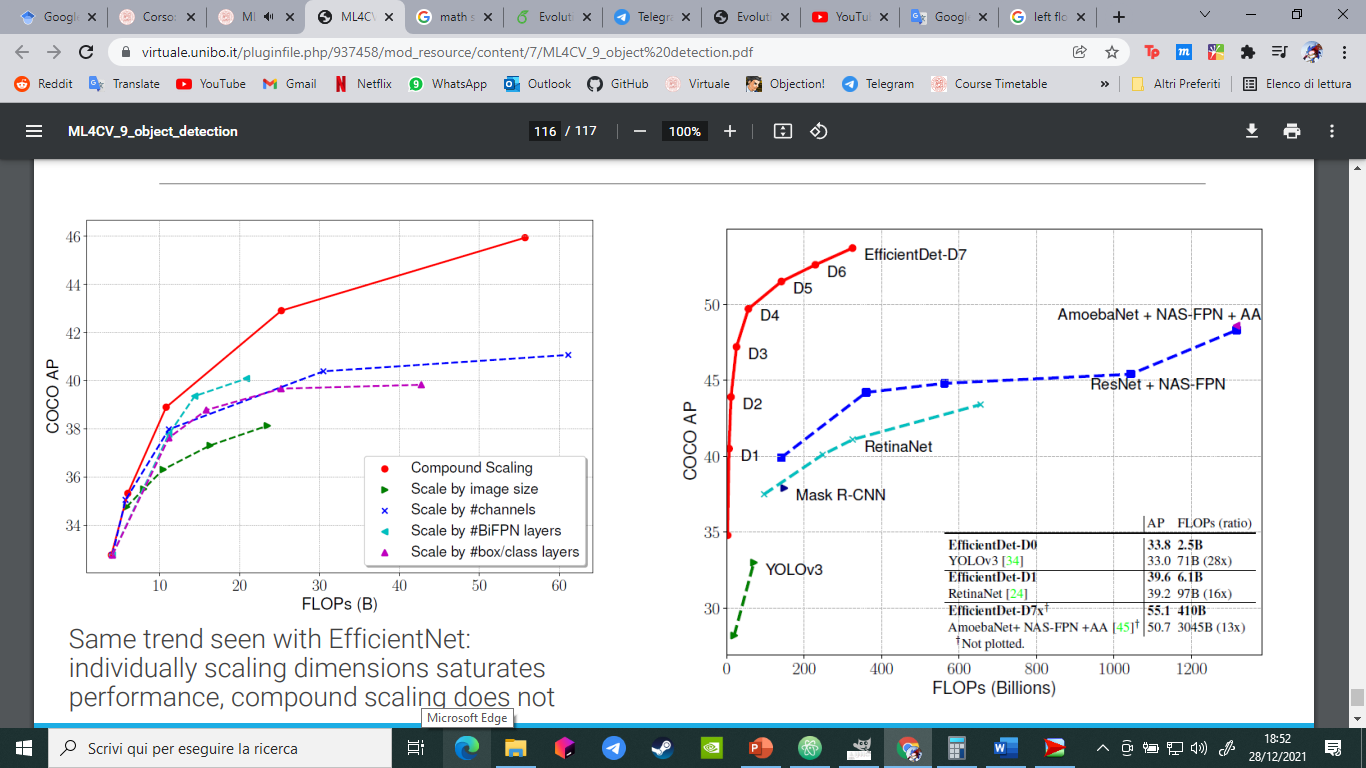 Google
Corso:
ML
ML4CV
math s
Evoluti
Telegra
Evoluti
YouTu
Google
left flo
virtuale.unibo.it/pluginfile.php/937458/mod_resource/content/7/ML4CV_9_object%20detection.pdf
Reddit
Translate
YouTube
Gmail
Netflix
WhatsApp
Outlook
GitHub
Virtuale
Objection!
Telegram
Course Timetable
»
Altri Preferiti
Elenco di lettura
ML4CV_9_object_detection
116 / 117
100%
46
44
42
40
38
36
34
COCO AP
10 20 30 40 50 60
FLOPs (B)
Compound Scaling
Scale by image size
Scale by #channels
Scale by #BiFPN layers
Scale by #box/class layers
Same trend seen with EfficientNet:
individually scaling dimensions saturates
performance, compound scaling does not
50
45
40
35
30
COCO AP
0 200 400 600 800 1000 1200
FLOPs (Billions)
EfficientDet-D7
D6
D5
D4
D3
D2
D1
AmoebaNet + NAS-FPN + AA
ResNet + NAS-FPN
RetinaNet
Mask R-CNN
YOLOv3
AP FLOPs (ratio)
EfficientDet-D0 33.8 2.5B
YOLOv3 [34] 33.0 71B (28x)
EfficientDet-D1 39.6 6.1B
RetinaNet [24] 39.2 97B (16x)
EfficientDet-D7x† 55.1 410B
AmoebaNet+ NAS-FPN +AA [45]† 50.7 3045B (13x)
†Not plotted.
Microsoft Edge
Scrivi qui per eseguire la ricerca
18:52
28/12/2021